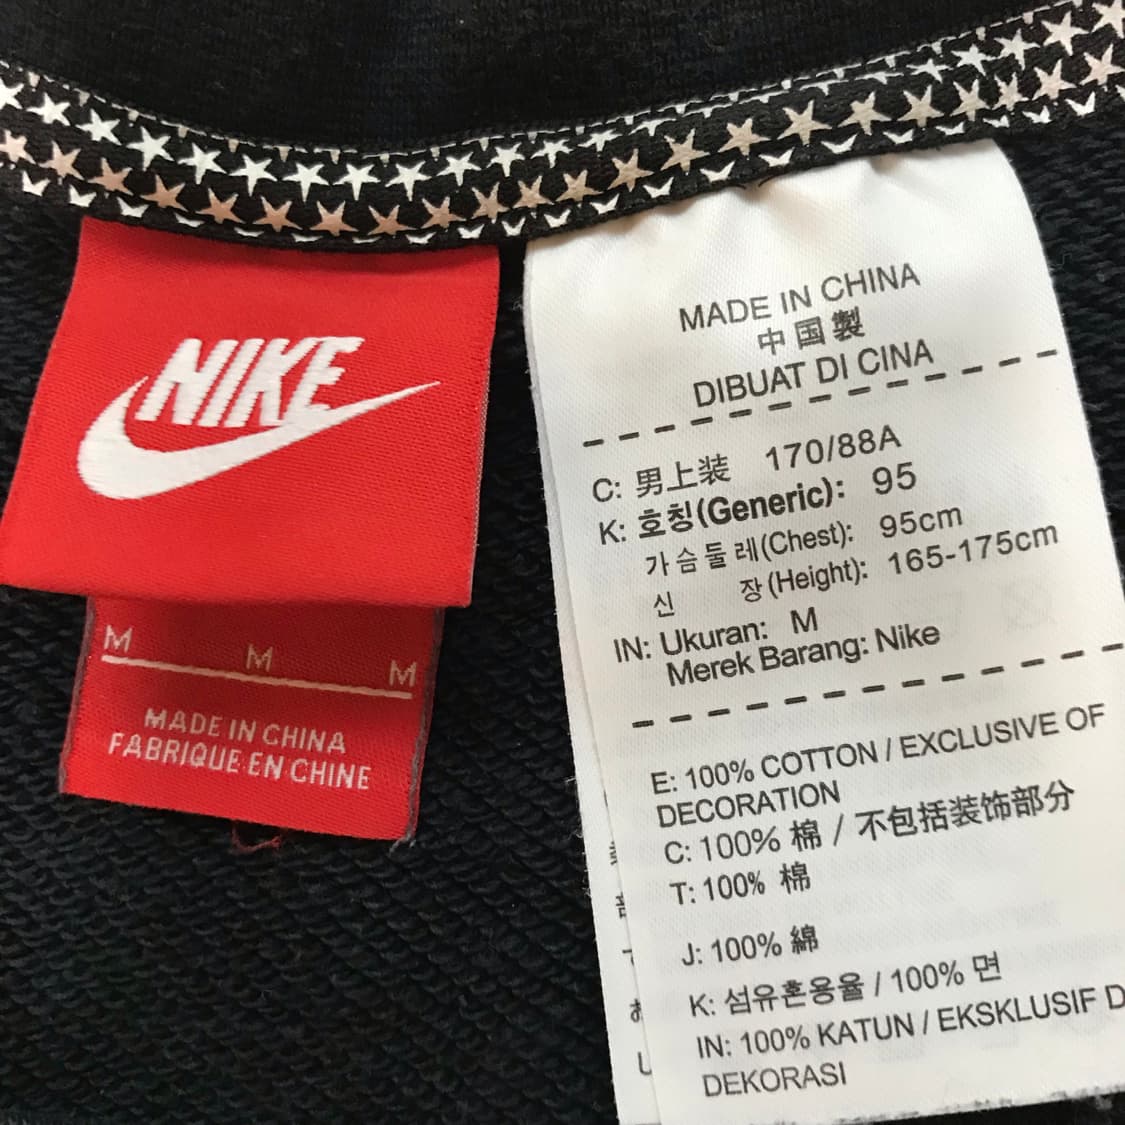 NIKE
M M M
MADE IN CHINA
FABRIQUE EN CHINE
MADE IN CHINA
中国製
DIBUAT DI CINA
C: 男上装 170/88A
K: 호칭(Generic): 95
가슴둘레(Chest): 95cm
신 장(Height): 165-175cm
IN: Ukuran: M
Merek Barang: Nike
E: 100% COTTON / EXCLUSIVE OF
DECORATION
C: 100% 棉 / 不包括装饰部分
T: 100% 棉
J: 100% 綿
K: 섬유혼용율 / 100% 면
IN: 100% KATUN / EKSKLUSIF D
DEKORASI